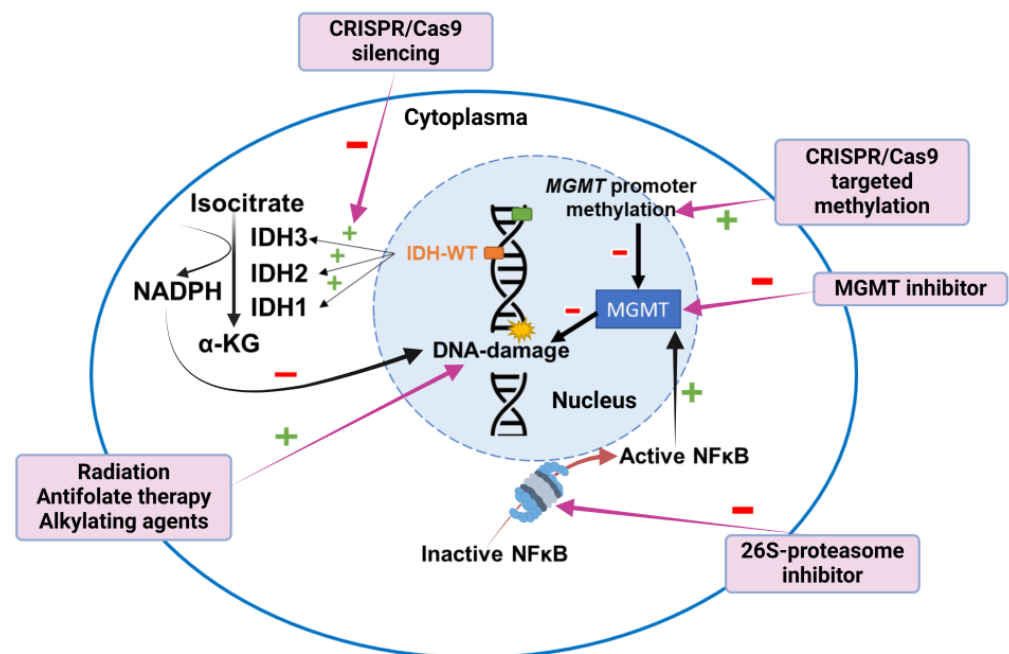 CRISPR/Cas9
silencing
Cytoplasma
CRISPR/Cas9
targeted
methylation
MGMT promoter
methylation
Isocitrate
IDH3
IDH2
IDH1
NADPH
α-KG
IDH-WT
MGMT
MGMT inhibitor
DNA-damage
Nucleus
Active NFκB
Inactive NFκB
Radiation
Antifolate therapy
Alkylating agents
26S-proteasome
inhibitor